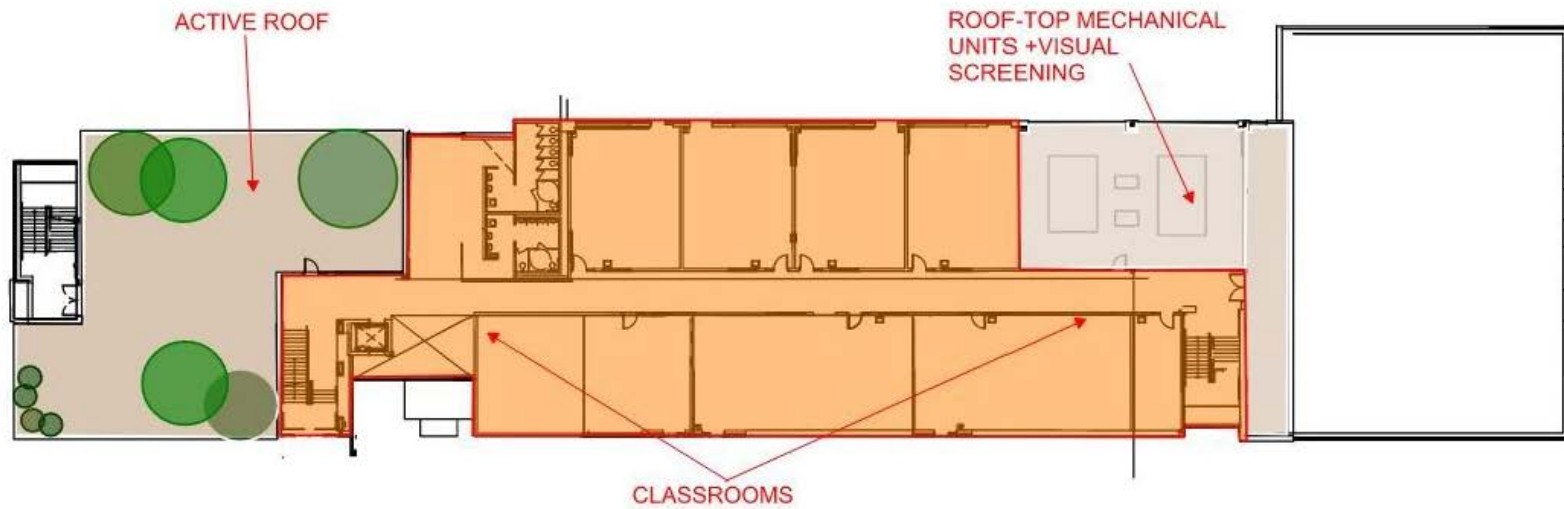 ACTIVE ROOF
ROOF-TOP MECHANICAL
UNITS +VISUAL
SCREENING
CLASSROOMS